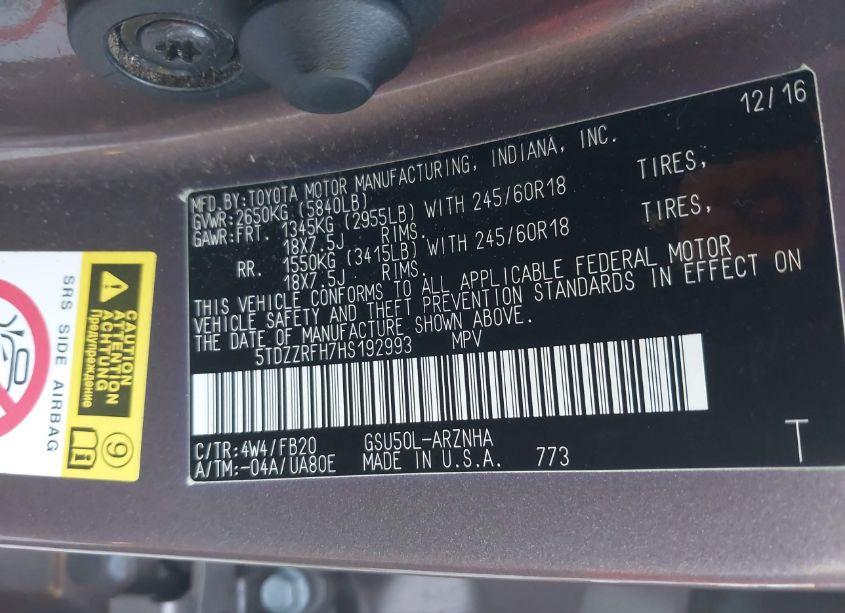 12/16
MFD.BY:TOYOTA MOTOR MANUFACTURING, INDIANA, INC.
GVWR:2650KG (5840LB)
GAWR:FRT. 1345KG (2955LB) WITH 245/60R18 TIRES,
18X7.5J RIMS.
RR. 1550KG (3415LB) WITH 245/60R18 TIRES,
18X7.5J RIMS.
THIS VEHICLE CONFORMS TO ALL APPLICABLE FEDERAL MOTOR
VEHICLE SAFETY AND THEFT PREVENTION STANDARDS IN EFFECT ON
THE DATE OF MANUFACTURE SHOWN ABOVE.
5TDZZRFH7HS192993 MPV
C/TR:4W4/FB20 GSU50L-ARZNHA
A/TM:-04A/UA80E MADE IN U.S.A. 773
T
SRS SIDE AIRBAG
CAUTION
ATTENTION
ACHTUNG
Предупреждение
9